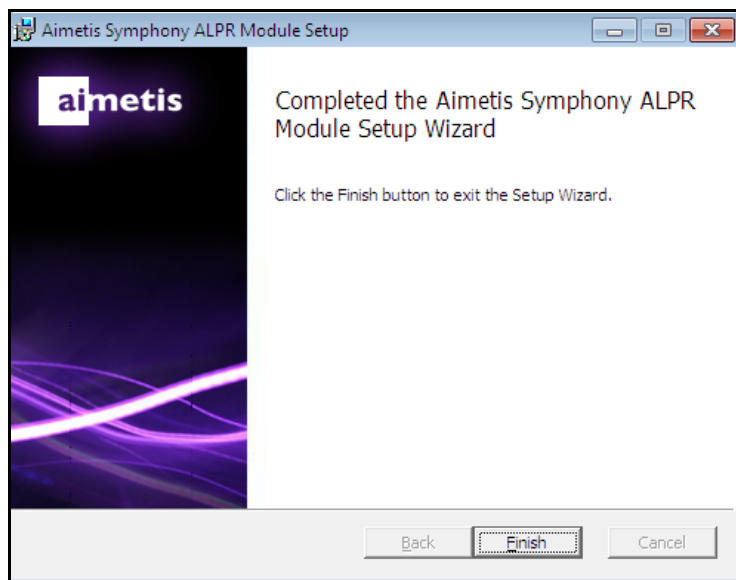 Aimetis Symphony ALPR Module Setup
aimetis
Completed the Aimetis Symphony ALPR
Module Setup Wizard
Click the Finish button to exit the Setup Wizard.
Back
Finish
Cancel